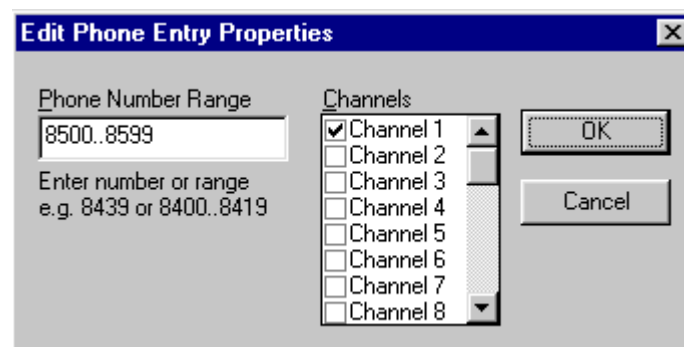 Edit Phone Entry Properties
Phone Number Range
8500..8599
Enter number or range
e.g. 8439 or 8400..8419
Channels
Channel 1
Channel 2
Channel 3
Channel 4
Channel 5
Channel 6
Channel 7
Channel 8
OK
Cancel